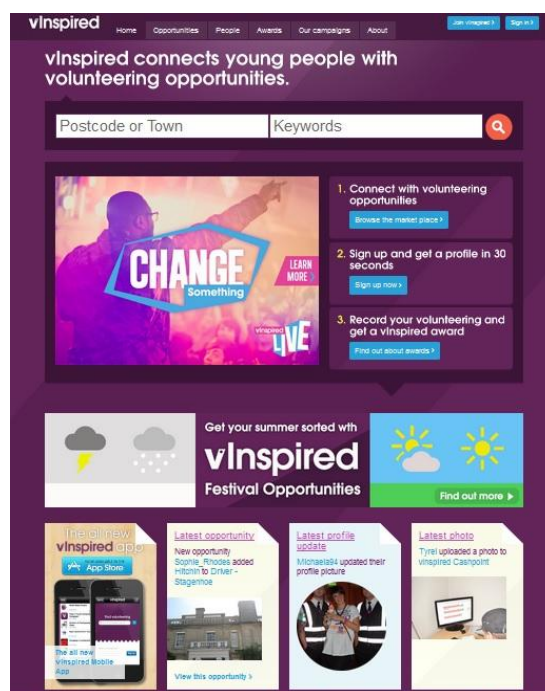 vInspired
Home
Opportunities
People
Awards
Our campaigns
About
Join vInspired >
Sign in >
vInspired connects young people with
volunteering opportunities.
Postcode or Town
Keywords
CHANGE
Something
LEARN
MORE >
vinspired
LIVE
1. Connect with volunteering
opportunities
Browse the market place >
2. Sign up and get a profile in 30
seconds
Sign up now >
3. Record your volunteering and
get a vInspired award
Find out about awards >
Get your summer sorted wth
vInspired
Festival Opportunities
Find out more
The all new
vInspired app
App Store
The all new
vInspired Mobile
App
Latest opportunity
New opportunity
Sophie_Rhodes added
Hitchin to Driver -
Stagenhoe
View this opportunity >
Latest profile
update
Michaela94 updated their
profile picture
Latest photo
Tyrel uploaded a photo to
vinspired Cashpoint